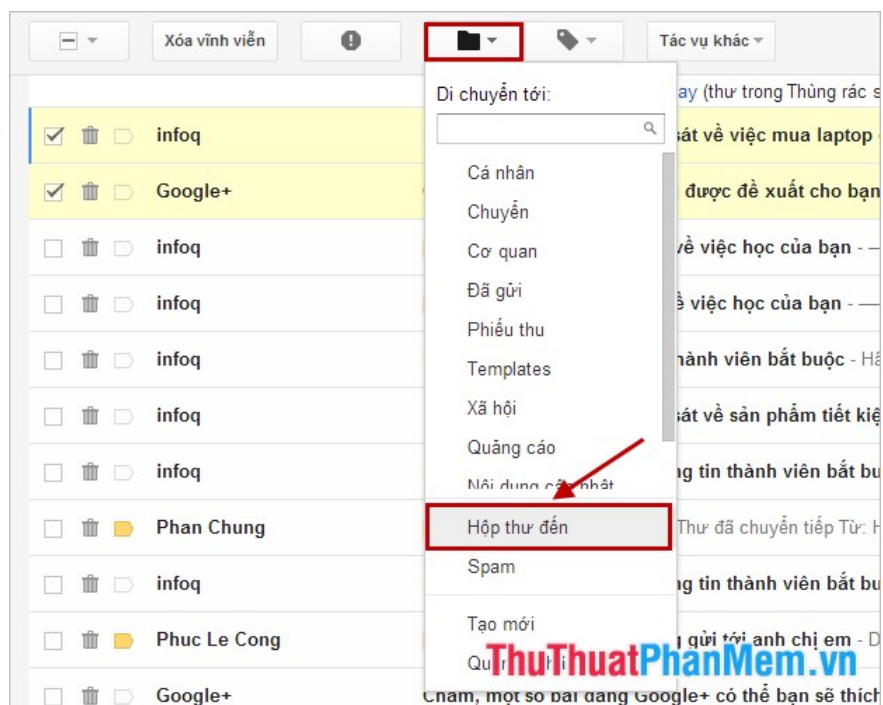 Xóa vĩnh viễn
Tác vụ khác
Di chuyển tới:
ay (thư trong Thùng rác s
infoq
sát về việc mua laptop
Google+
được đề xuất cho bạn
Cá nhân
Chuyển
infoq
về việc học của bạn - —
Cơ quan
Đã gửi
infoq
ề việc học của bạn - —
Phiếu thu
infoq
hành viên bắt buộc - Hã
Templates
Xã hội
infoq
sát về sản phẩm tiết kiệ
Quảng cáo
infoq
ng tin thành viên bắt bu
Nội dung cập nhật
Phan Chung
Hộp thư đến
Thư đã chuyển tiếp Từ: H
Spam
infoq
ng tin thành viên bắt bu
Tạo mới
Phuc Le Cong
g gửi tới anh chị em - D
ThuThuatPhanMem.vn
Google+
Cham, một số bài đăng Google+ có thể bạn sẽ thích